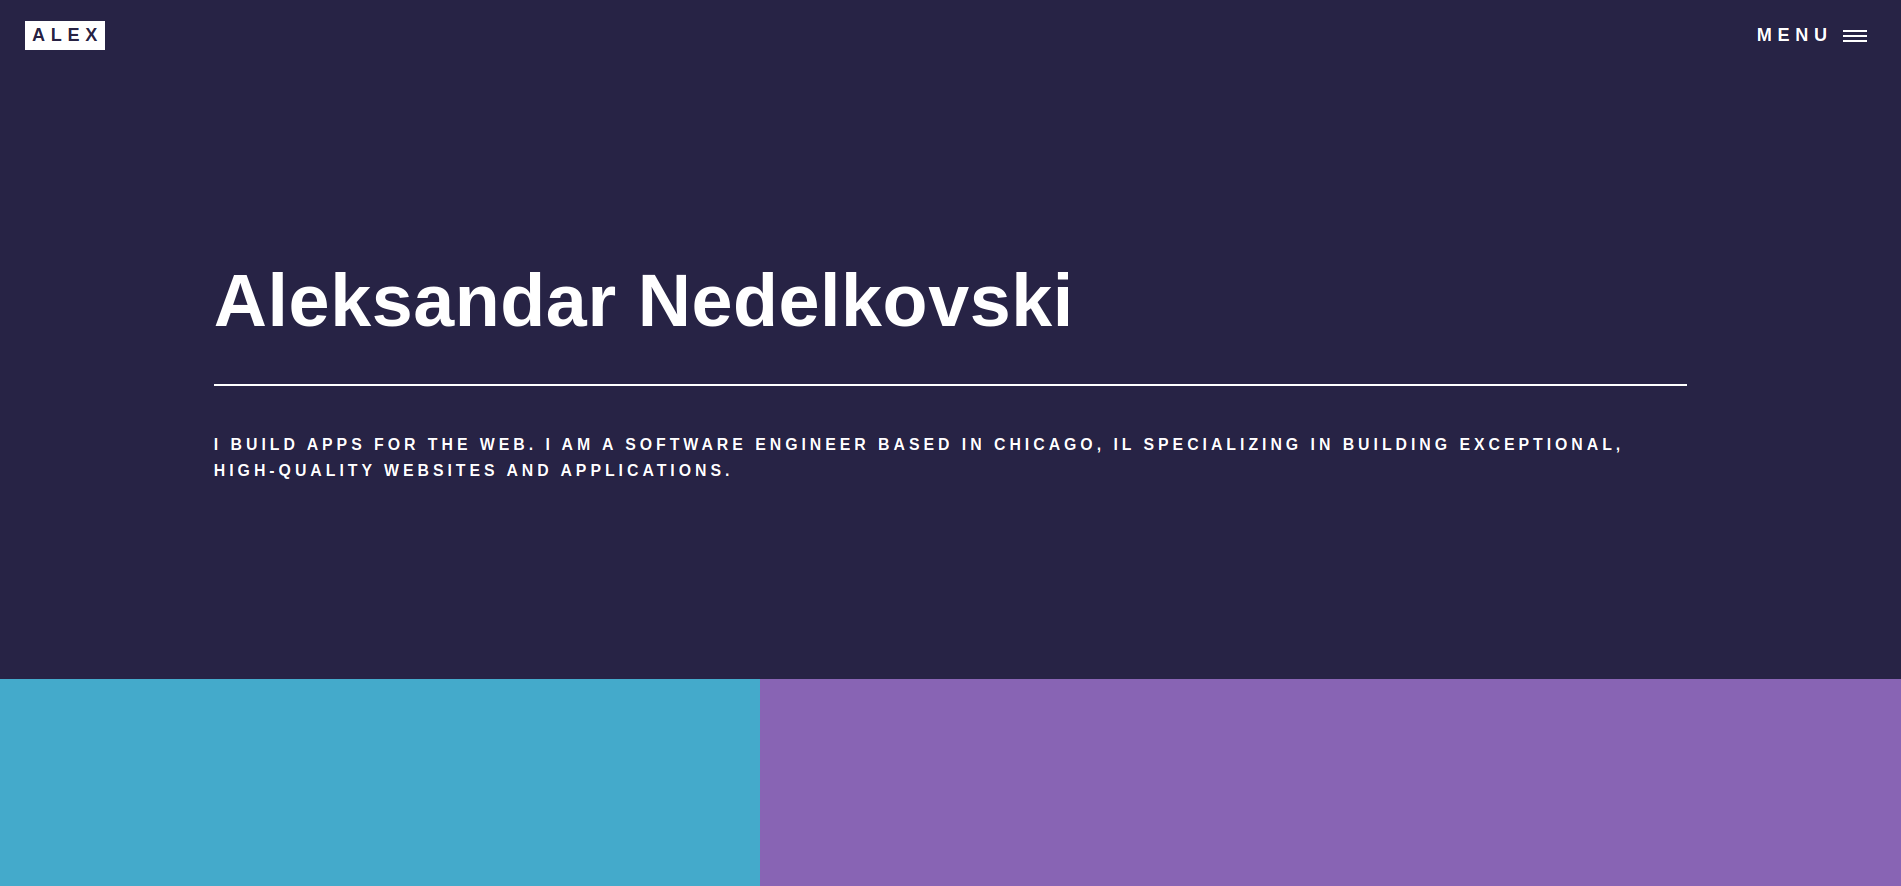 ALEX
MENU
Aleksandar Nedelkovski
I BUILD APPS FOR THE WEB. I AM A SOFTWARE ENGINEER BASED IN CHICAGO, IL SPECIALIZING IN BUILDING EXCEPTIONAL,
HIGH-QUALITY WEBSITES AND APPLICATIONS.